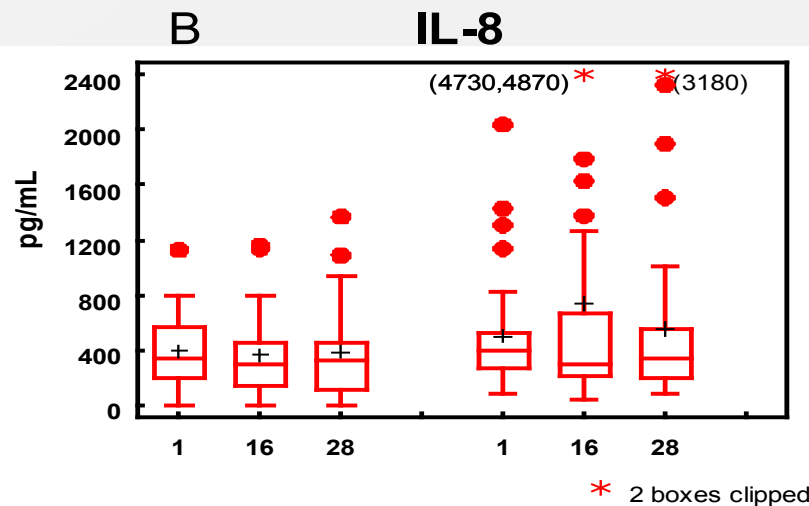 B IL-8
(4730,4870) * * (3180)
2400
2000
1600
1200
800
400
0
pg/mL
1 16 28 1 16 28
* 2 boxes clipped